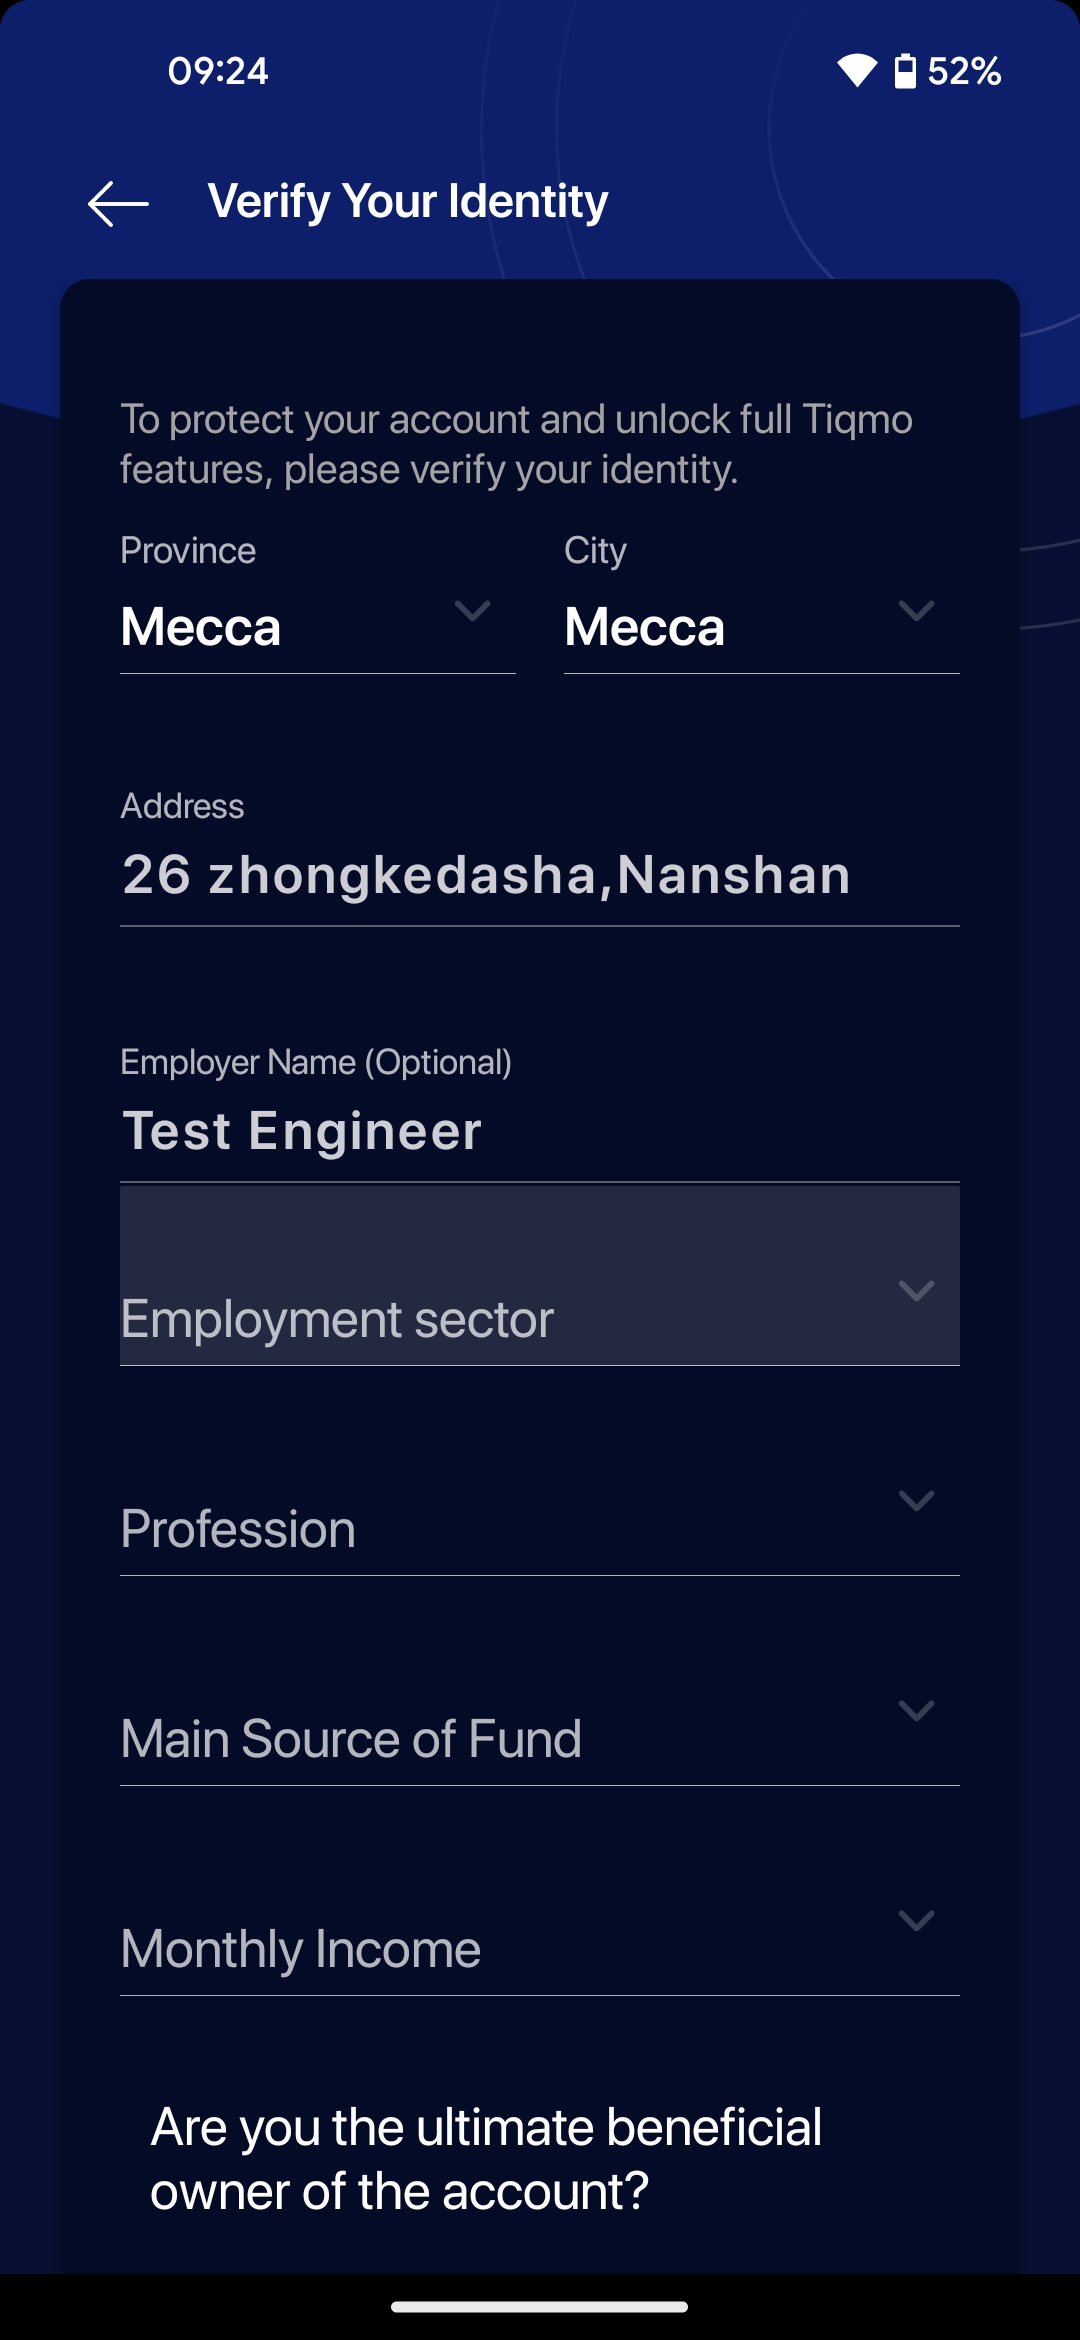 09:24
52%
Verify Your Identity
To protect your account and unlock full Tiqmo
features, please verify your identity.
Province
City
Mecca
Mecca
Address
26 zhongkedasha,Nanshan
Employer Name (Optional)
Test Engineer
Employment sector
Profession
Main Source of Fund
Monthly Income
Are you the ultimate beneficial
owner of the account?